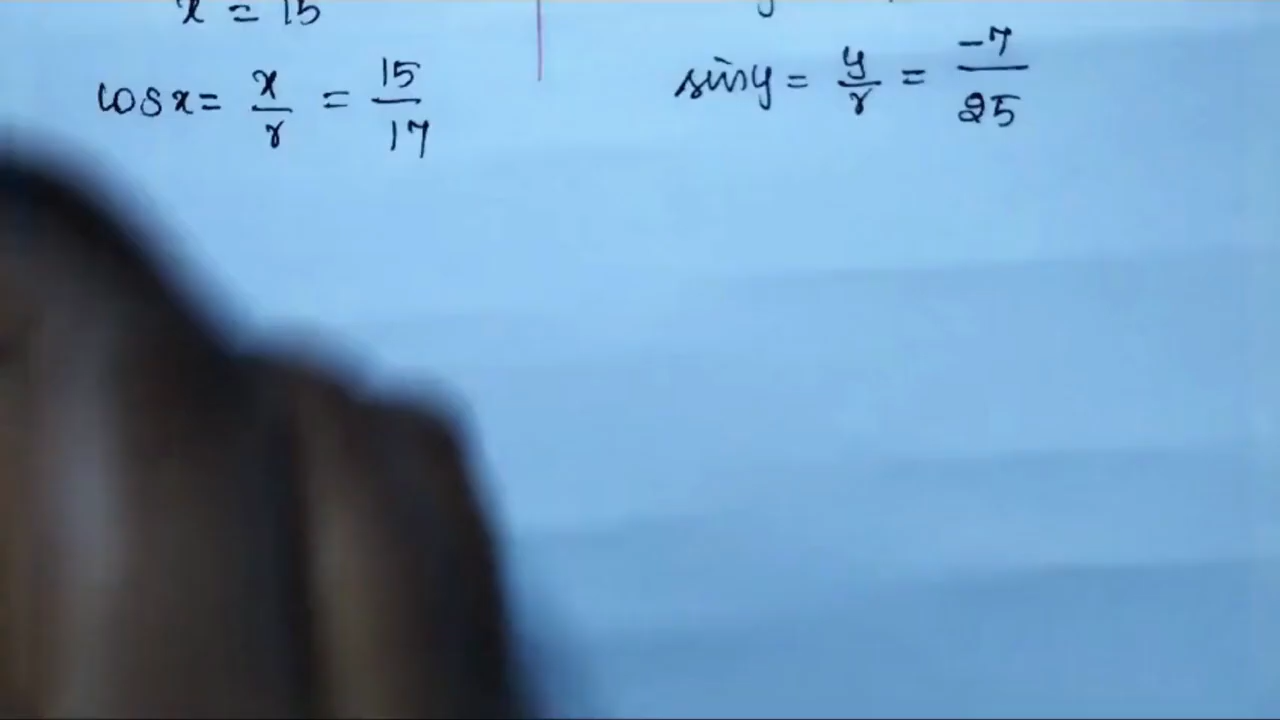 x = 15
cos x = x/r = 15/17
sin y = y/r = -7/25